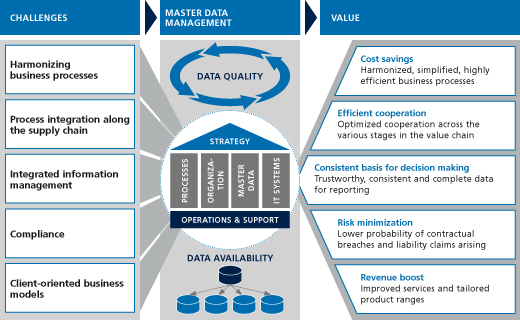 CHALLENGES
MASTER DATA
MANAGEMENT
VALUE
Harmonizing
business processes
Process integration along
the supply chain
Integrated information
management
Compliance
Client-oriented business
models
DATA QUALITY
STRATEGY
PROCESSES
ORGANIZA-
TION
MASTER
DATA
IT SYSTEMS
OPERATIONS & SUPPORT
DATA AVAILABILITY
Cost savings
Harmonized, simplified, highly
efficient business processes
Efficient cooperation
Optimized cooperation across the
various stages in the value chain
Consistent basis for decision making
Trustworthy, consistent and complete data
for reporting
Risk minimization
Lower probability of contractual
breaches and liability claims arising
Revenue boost
Improved services and tailored
product ranges